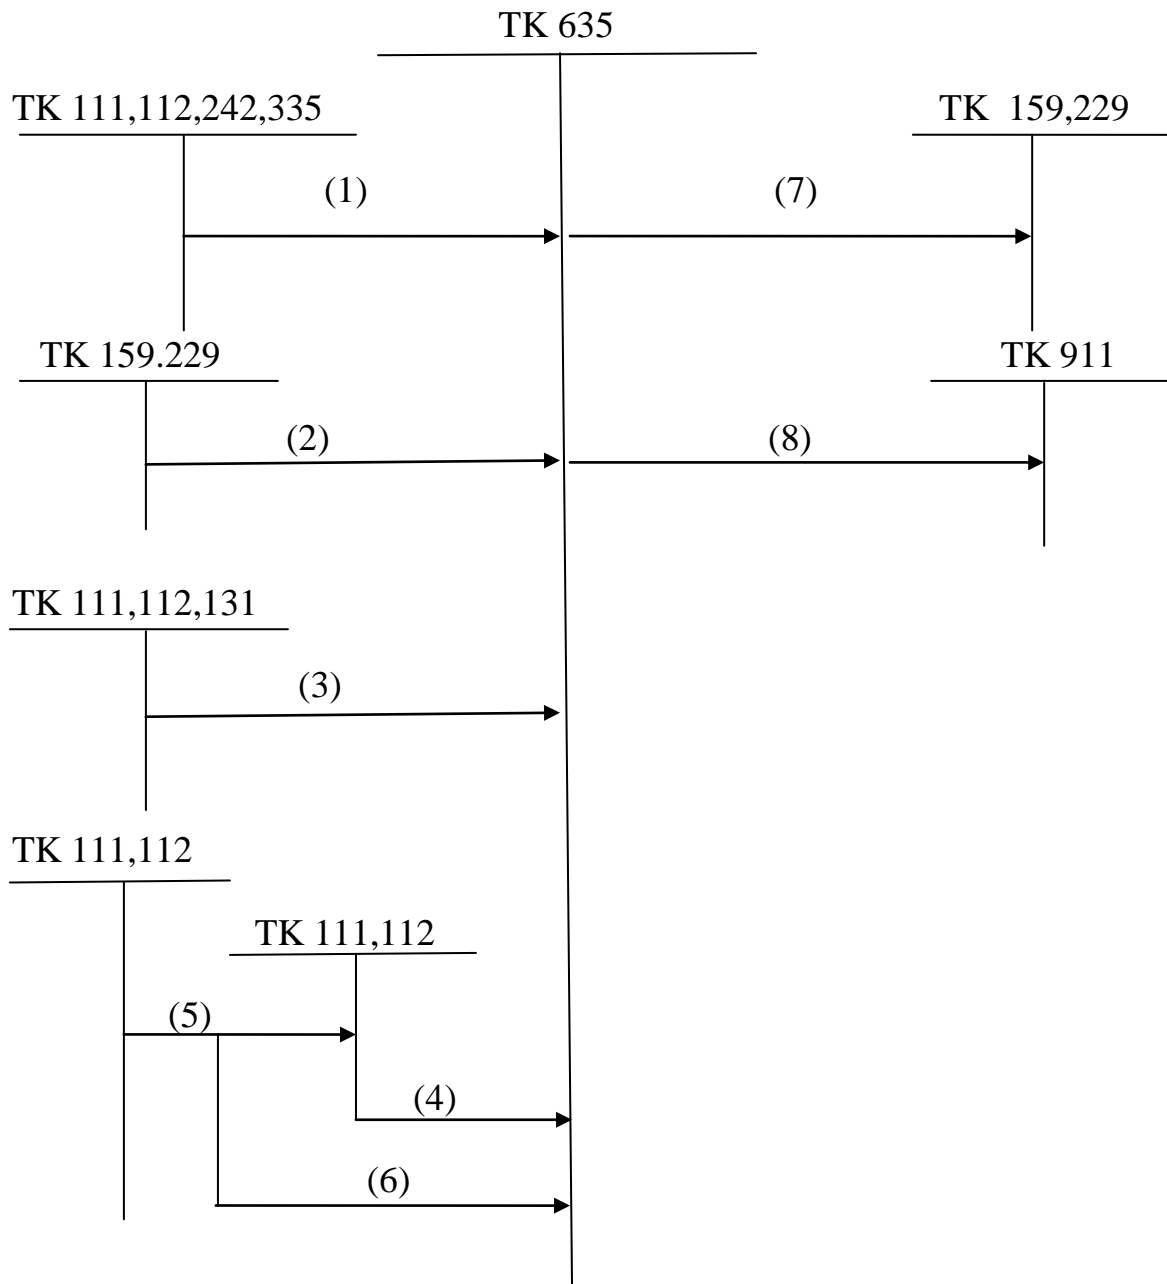 TK 635
TK 111,112,242,335
TK 159,229
(1)
(7)
TK 159.229
TK 911
(2)
(8)
TK 111,112,131
(3)
TK 111,112
TK 111,112
(5)
(4)
(6)